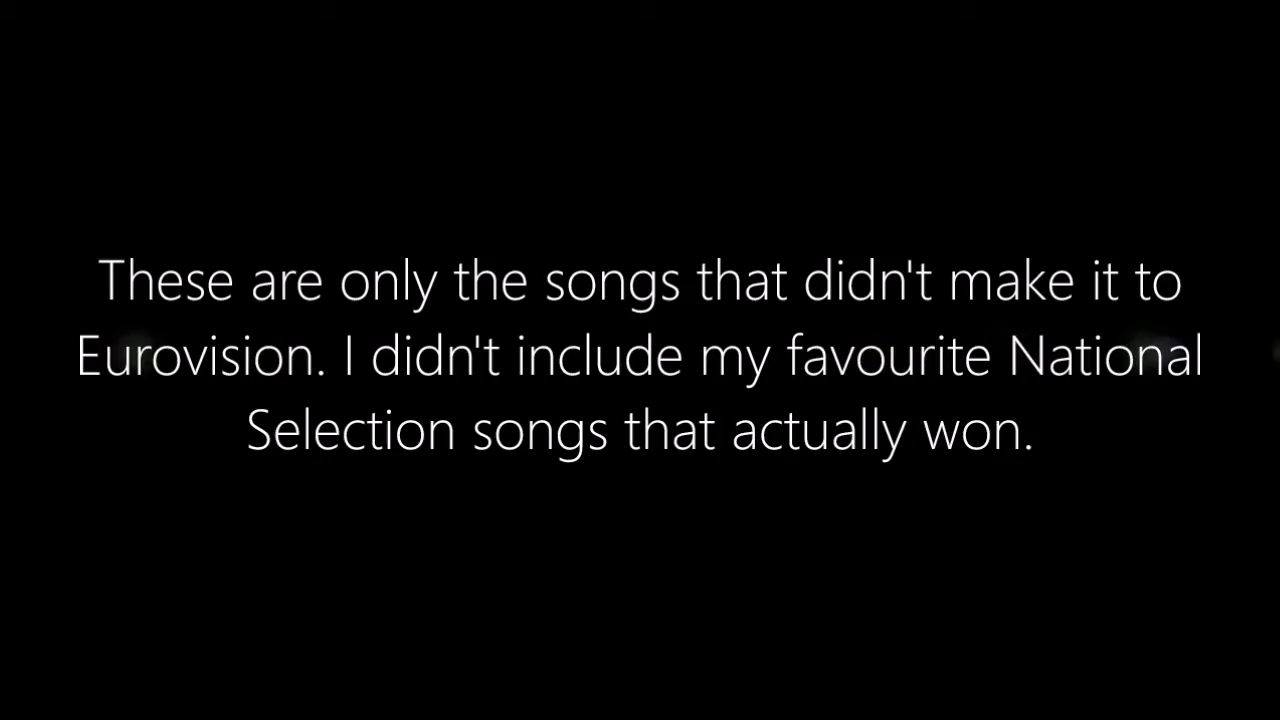 These are only the songs that didn't make it to
Eurovision. I didn't include my favourite National
Selection songs that actually won.